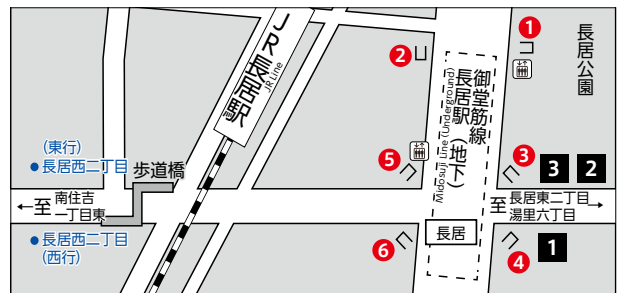 JR長居駅
JR Line
2
1
長居公園
御堂筋線
長居駅（地下）
Midosuji Line (Underground)
(東行)
●長居西二丁目
歩道橋
5
3
3
2
←至
南住吉
一丁目東
至
長居東二丁目→
湯里六丁目
●長居西二丁目
(西行)
長居
6
4
1